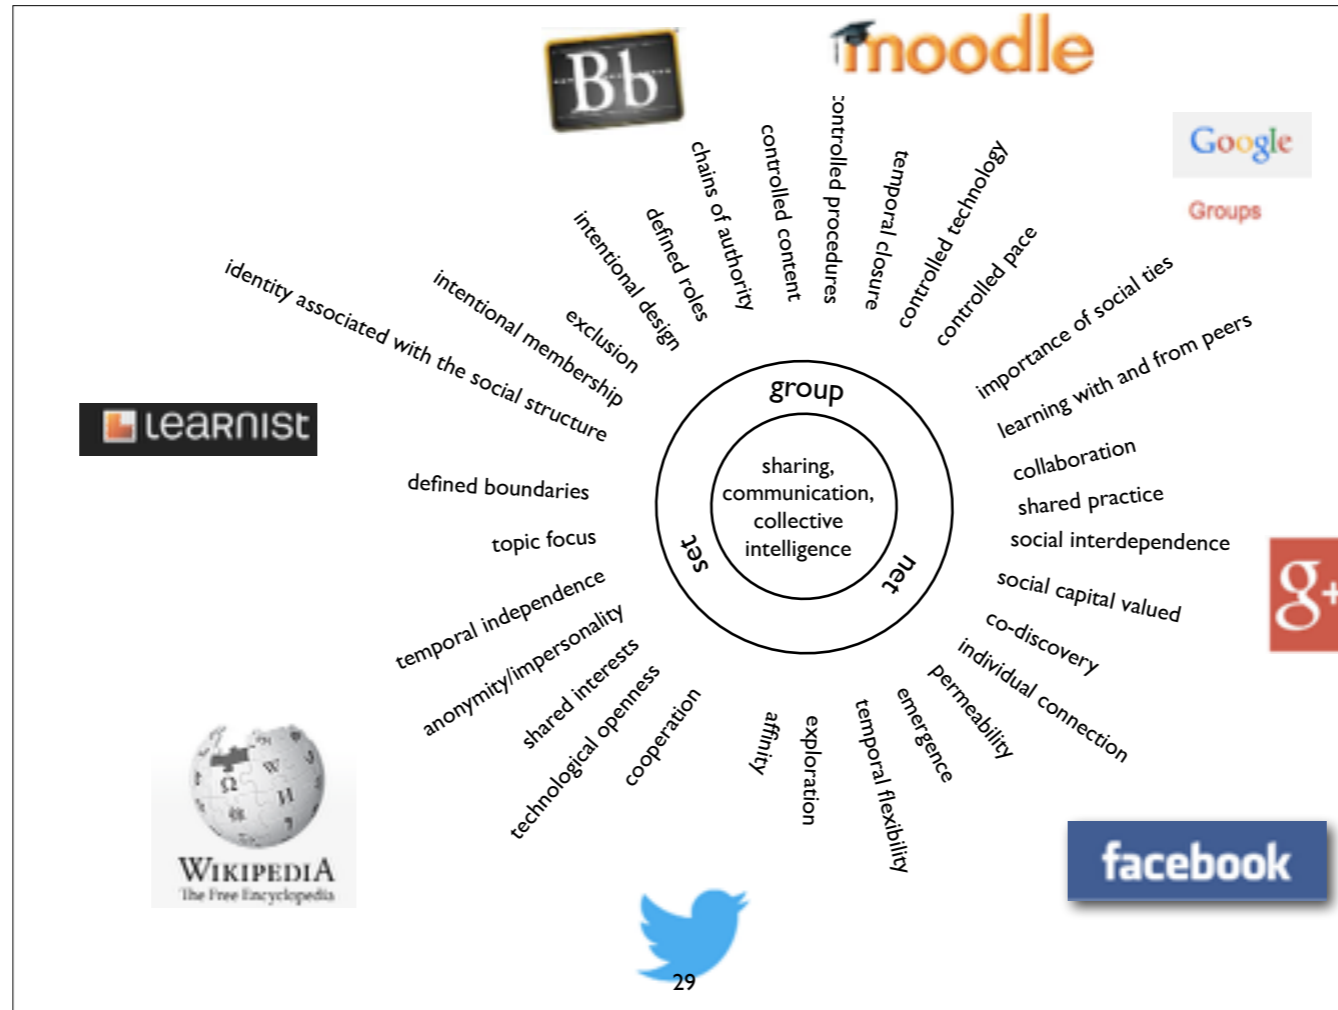 Bb
moodle
Google
Groups
identity associated with the social structure
intentional membership
exclusion
intentional design
defined roles
chains of authority
controlled content
controlled procedures
temporal closure
controlled technology
controlled pace
importance of social ties
learning with and from peers
collaboration
shared practice
social interdependence
social capital valued
co-discovery
individual connection
permeability
emergence
temporal flexibility
exploration
affinity
cooperation
technological openness
shared interests
anonymity/impersonality
temporal independence
topic focus
defined boundaries
group
net
set
sharing,
communication,
collective
intelligence
LEARNIST
g+
WIKIPEDIA
The Free Encyclopedia
facebook
29